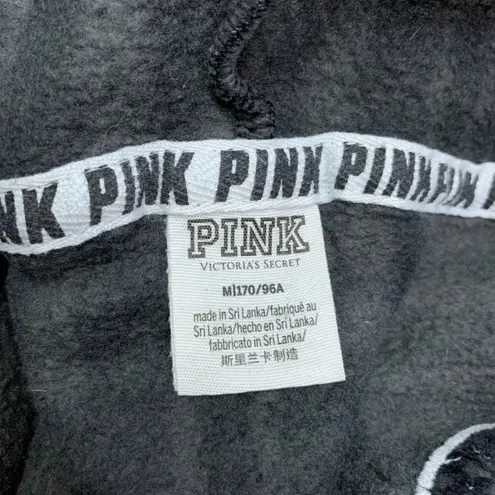 NK PINK PINK PINK PINK
PINK
VICTORIA'S SECRET
M|170/96A
made in Sri Lanka/fabriqué au
Sri Lanka/hecho en Sri Lanka/
fabbricato in Sri Lanka/
斯里兰卡制造